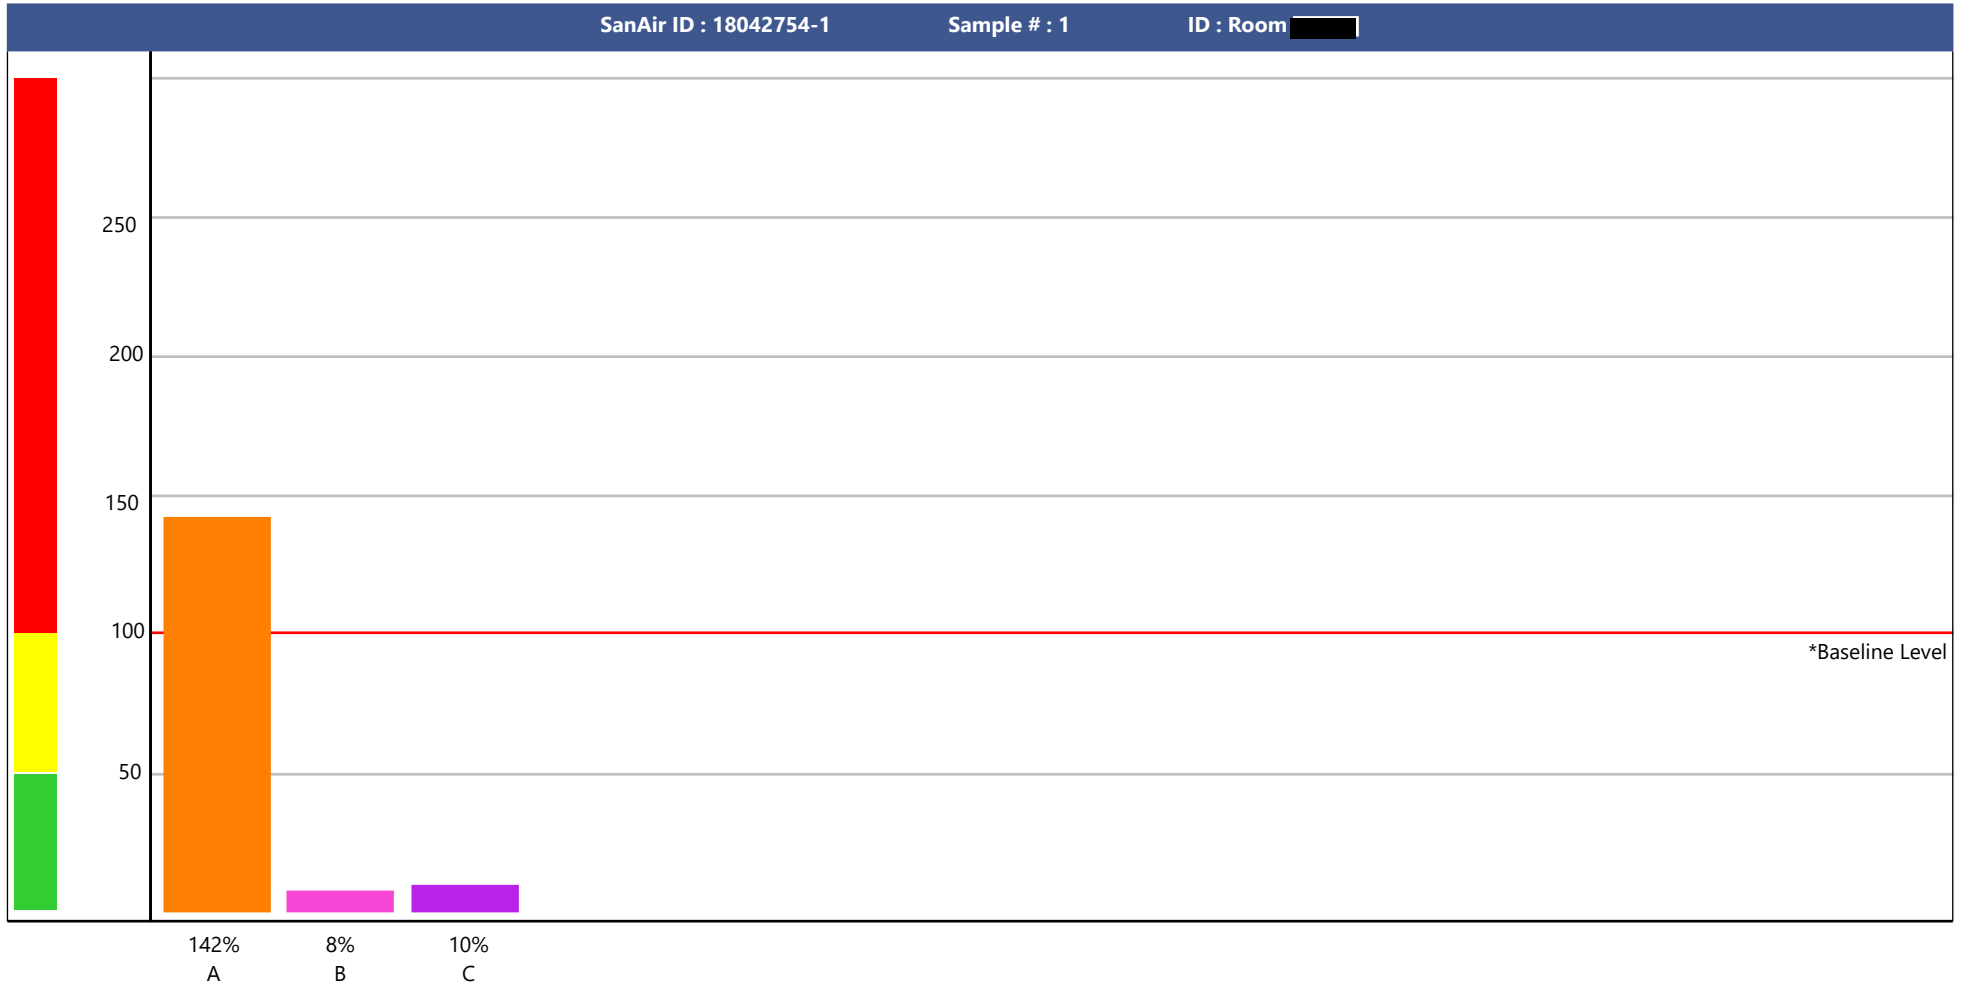 SanAir ID : 18042754-1 Sample # : 1 ID : Room
250
200
150
100
*Baseline Level
50
142% 8% 10%
A B C